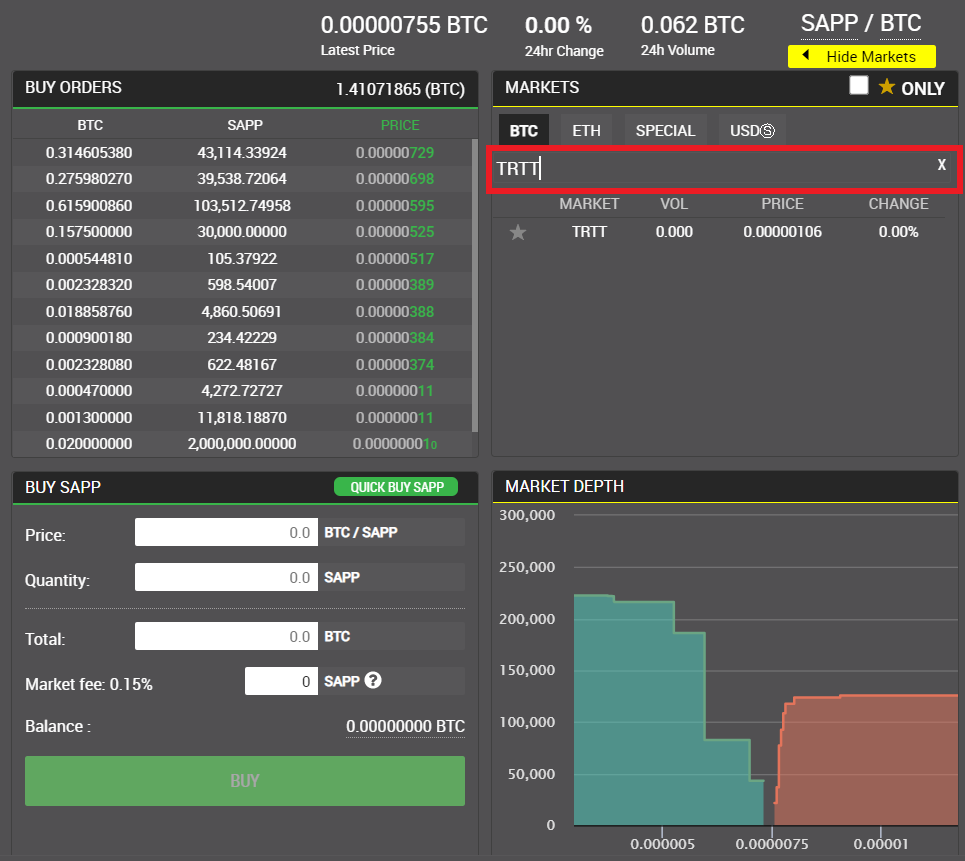 0.00000755 BTC 0.00 % 0.062 BTC SAPP / BTC
Latest Price 24hr Change 24h Volume Hide Markets
BUY ORDERS 1.41071865 (BTC)
BTC SAPP PRICE
0.314605380 43,114.33924 0.00000729
0.275980270 39,538.72064 0.00000698
0.615900860 103,512.74958 0.00000595
0.157500000 30,000.00000 0.00000525
0.000544810 105.37922 0.00000517
0.002328320 598.54007 0.00000389
0.018858760 4,860.50691 0.00000388
0.000900180 234.42229 0.00000384
0.002328080 622.48167 0.00000374
0.000470000 4,272.72727 0.00000011
0.001300000 11,818.18870 0.00000011
0.020000000 2,000,000.00000 0.000000010
MARKETS ONLY
BTC ETH SPECIAL USDⓈ
TRTT X
MARKET VOL PRICE CHANGE
TRTT 0.000 0.00000106 0.00%
BUY SAPP QUICK BUY SAPP
Price: 0.0 BTC / SAPP
Quantity: 0.0 SAPP
Total: 0.0 BTC
Market fee: 0.15% 0 SAPP ?
Balance : 0.00000000 BTC
BUY
MARKET DEPTH
300,000
250,000
200,000
150,000
100,000
50,000
0
0.000005 0.0000075 0.00001